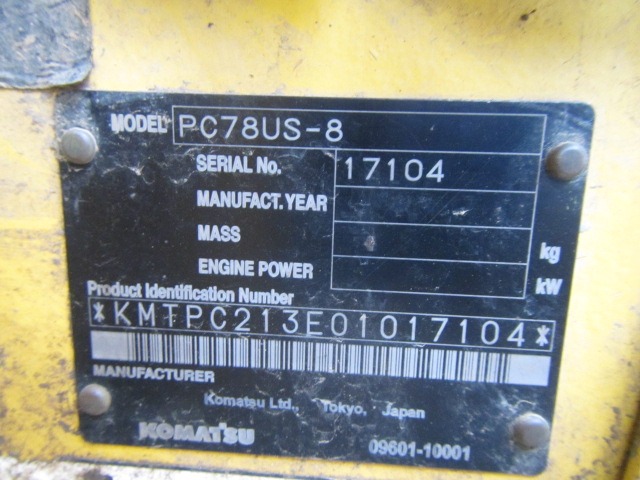 MODEL PC78US-8
SERIAL No. 17104
MANUFACT. YEAR
MASS kg
ENGINE POWER kW
Product Identification Number
*KMTPC213E01017104*
MANUFACTURER
Komatsu Ltd., Tokyo, Japan
KOMATSU 09601-10001